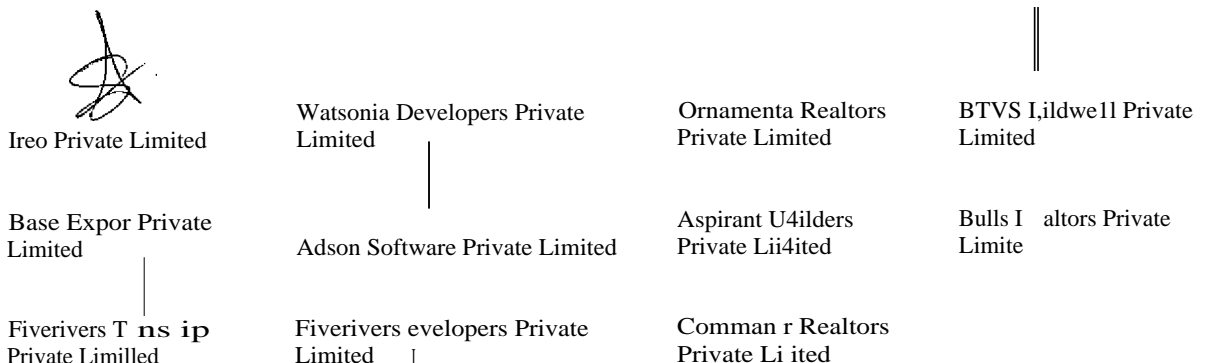 Ireo Private Limited
Watsonia Developers Private
Limited
Ornamenta Realtors
Private Limited
BTVS I,ildwe1l Private
Limited
Base Expor Private
Limited
Adson Software Private Limited
Aspirant U4ilders
Private Lii4ited
Bulls I altors Private
Limite
Fiverivers T ns ip
Private Limilled
Fiverivers evelopers Private
Limited
Comman r Realtors
Private Li ited